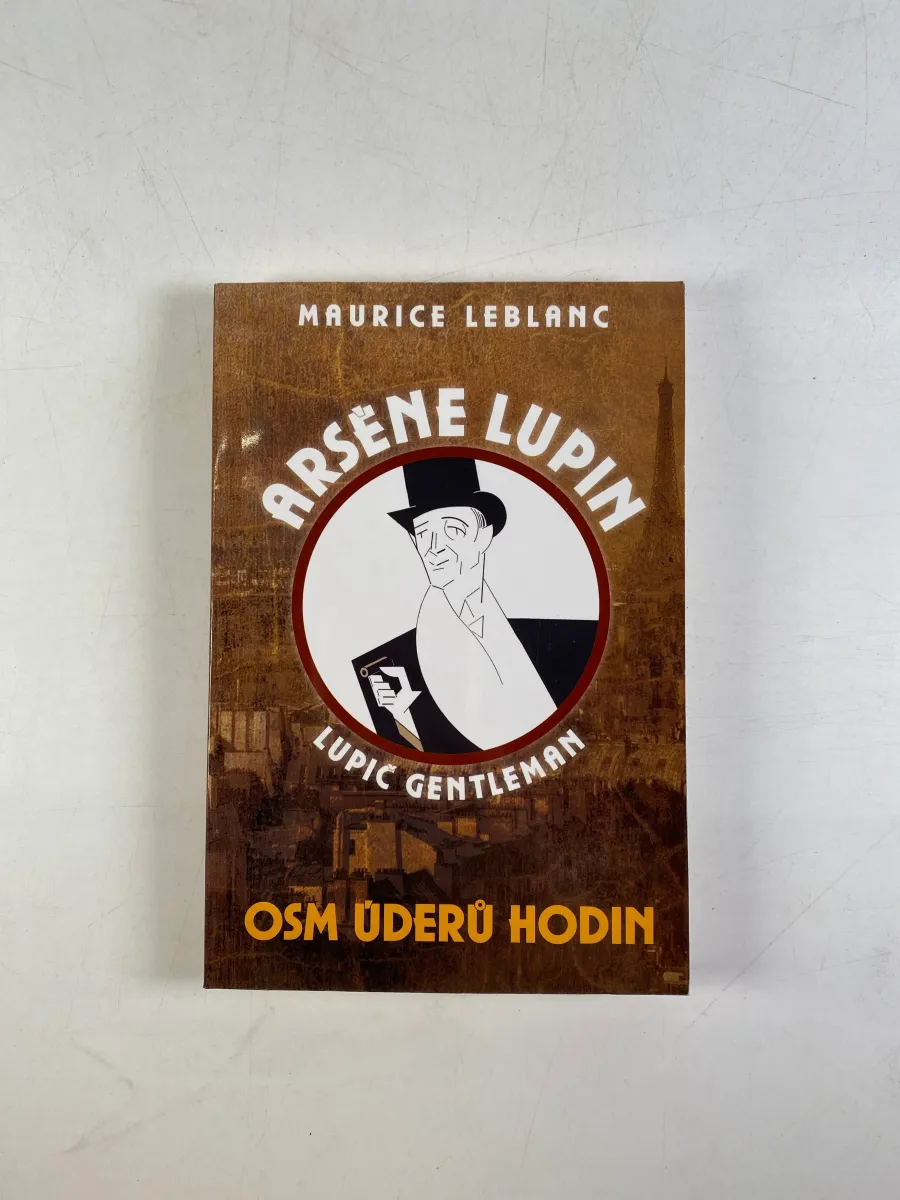 MAURICE LEBLANC
ARSÈNE LUPIN
LUPIČ GENTLEMAN
OSM ÚDERŮ HODIN